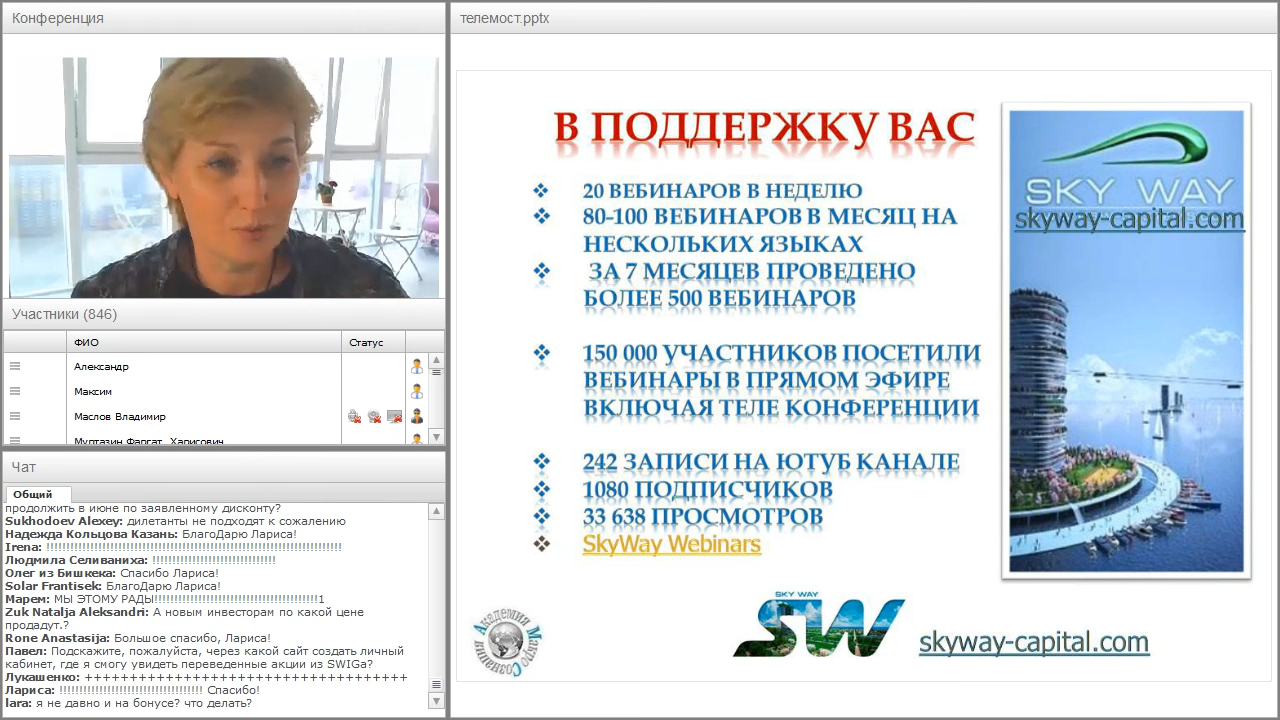 Конференция
Участники (846)
ФИО
Статус
Александр
Максим
Маслов Владимир
Муртазин Фаргат Харисович
Чат
Общий
продолжить в июне по заявленному дисконту?
Sukhodoev Alexey: дилетанты не подходят к сожалению
Надежда Кольцова Казань: БлагоДарю Лариса!
Irena: !!!!!!!!!!!!!!!!!!!!!!!!!!!!!!!!!!!!!!!!!!!!!!!!!!!!!!!!!!!!!!!!!!!!!!!!!!
Людмила Селиваниха: !!!!!!!!!!!!!!!!!!!!!!!!!!!!!!!
Олег из Бишкека: Спасибо Лариса!
Solar Frantisek: БлагоДарю Лариса!
Марем: МЫ ЭТОМУ РАДЫ!!!!!!!!!!!!!!!!!!!!!!!!!!!!!!!!!!!!!!!!!1
Zuk Natalja Aleksandri: А новым инвесторам по какой цене
продадут.?
Rone Anastasija: Большое спасибо, Лариса!
Павел: Подскажите, пожалуйста, через какой сайт создать личный
кабинет, где я смогу увидеть переведенные акции из SWIGa?
Лукашенко: ++++++++++++++++++++++++++++++++++++
Лариса: !!!!!!!!!!!!!!!!!!!!!!!!!!!!!!!!!!!! Спасибо!
lara: я не давно и на бонусе? что делать?
телемост.pptx
В ПОДДЕРЖКУ ВАС
20 ВЕБИНАРОВ В НЕДЕЛЮ
80-100 ВЕБИНАРОВ В МЕСЯЦ НА
НЕСКОЛЬКИХ ЯЗЫКАХ
ЗА 7 МЕСЯЦЕВ ПРОВЕДЕНО
БОЛЕЕ 500 ВЕБИНАРОВ
150 000 УЧАСТНИКОВ ПОСЕТИЛИ
ВЕБИНАРЫ В ПРЯМОМ ЭФИРЕ
ВКЛЮЧАЯ ТЕЛЕ КОНФЕРЕНЦИИ
242 ЗАПИСИ НА ЮТУБ КАНАЛЕ
1080 ПОДПИСЧИКОВ
33 638 ПРОСМОТРОВ
SkyWay Webinars
SKY WAY
skyway-capital.com
Академия Макро Сознания
SKY WAY
SW
skyway-capital.com